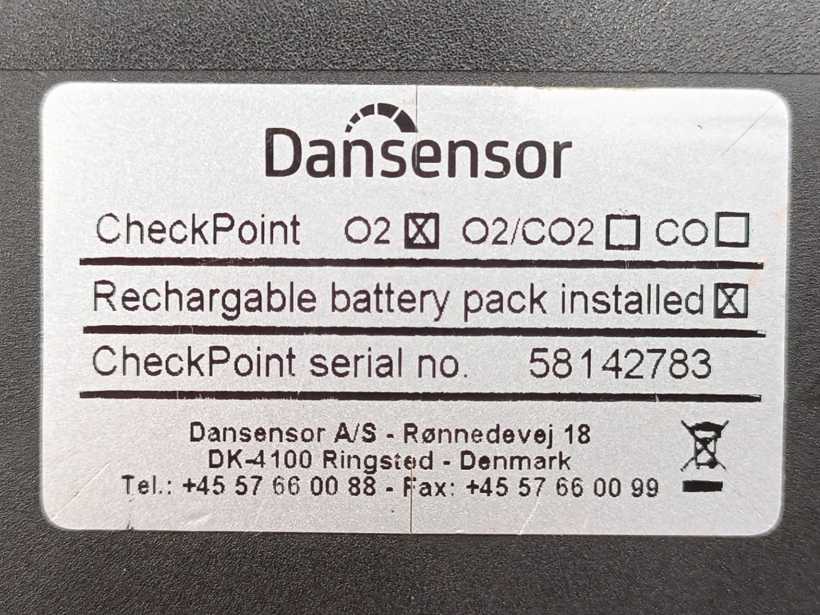 Dansensor
CheckPoint O2 ☒ O2/CO2 ☐ CO ☐
Rechargable battery pack installed ☒
CheckPoint serial no. 58142783
Dansensor A/S - Rønnedevej 18
DK-4100 Ringsted - Denmark
Tel.: +45 57 66 00 88 - Fax: +45 57 66 00 99